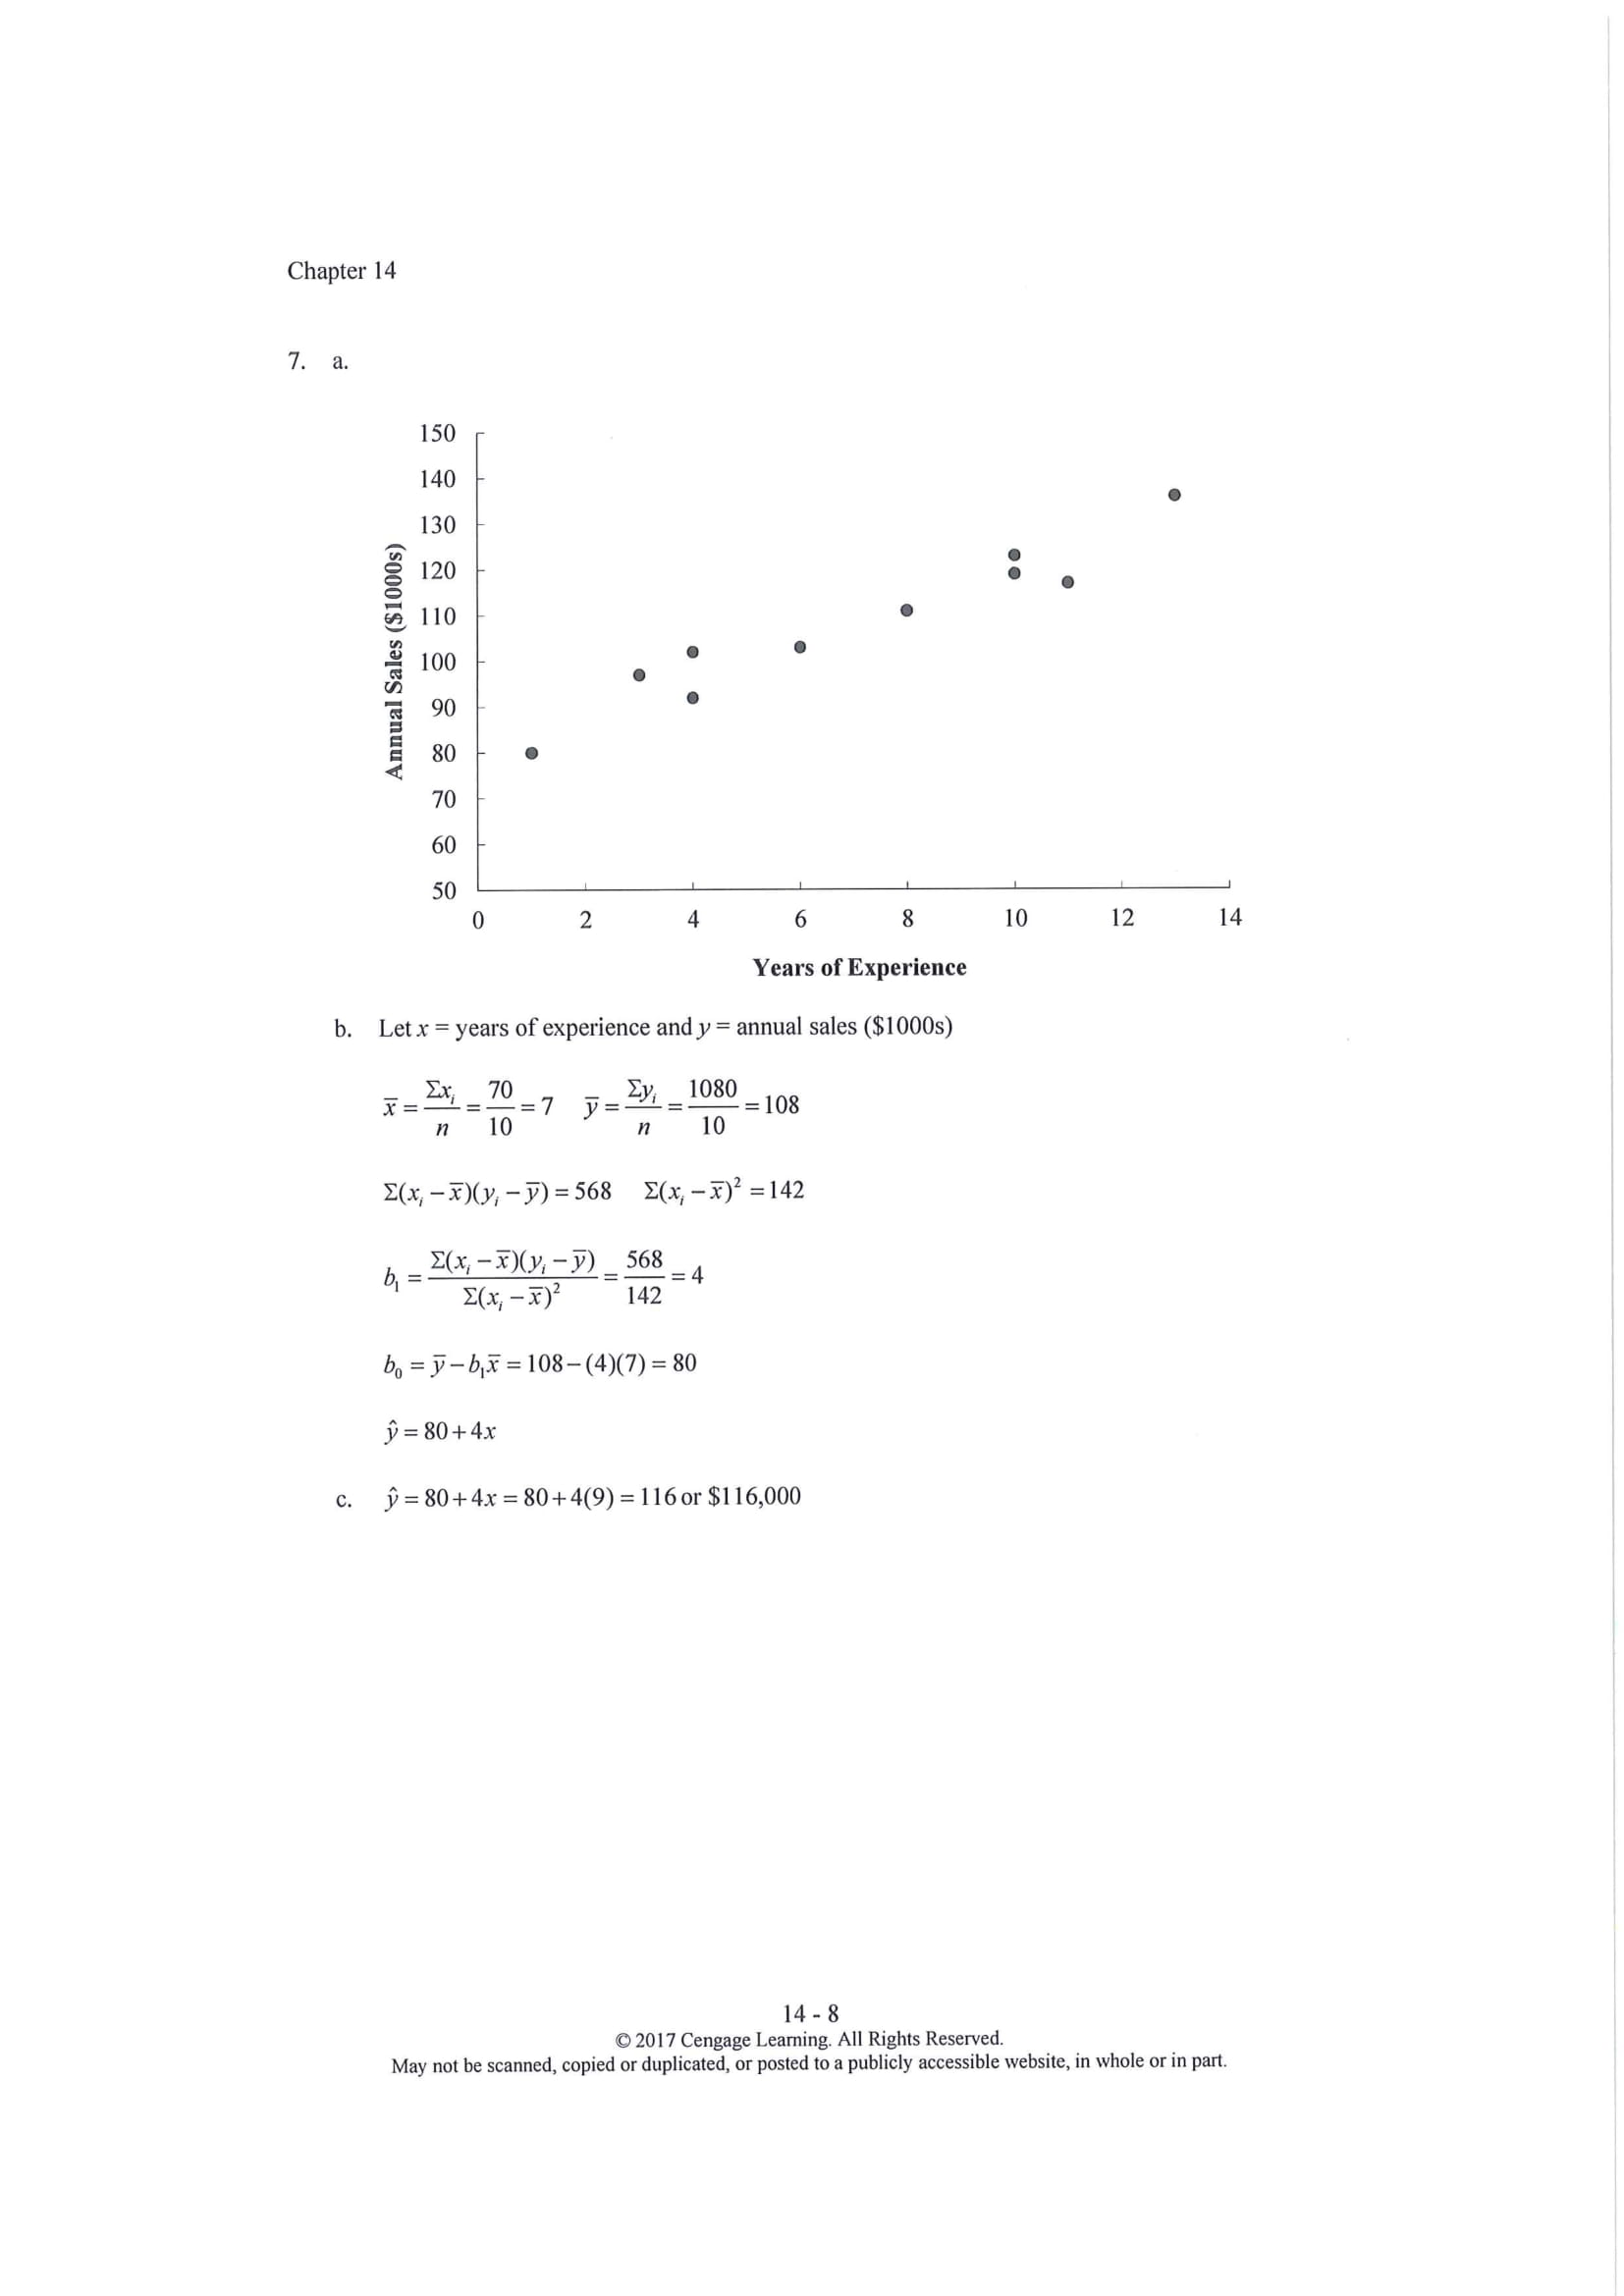 Chapter 14
7. a.
150
140
130
120
110
100
90
80
70
60
50
Annual Sales ($1000s)
0 2 4 6 8 10 12 14
Years of Experience
b. Let x = years of experience and y = annual sales ($1000s)
x̄ = Σxᵢ/n = 70/10 = 7 ȳ = Σyᵢ/n = 1080/10 = 108
Σ(xᵢ − x̄)(yᵢ − ȳ) = 568 Σ(xᵢ − x̄)² = 142
b₁ = Σ(xᵢ − x̄)(yᵢ − ȳ)/Σ(xᵢ − x̄)² = 568/142 = 4
b₀ = ȳ − b₁x̄ = 108 − (4)(7) = 80
ŷ = 80 + 4x
c. ŷ = 80 + 4x = 80 + 4(9) = 116 or $116,000
14 - 8
© 2017 Cengage Learning. All Rights Reserved.
May not be scanned, copied or duplicated, or posted to a publicly accessible website, in whole or in part.